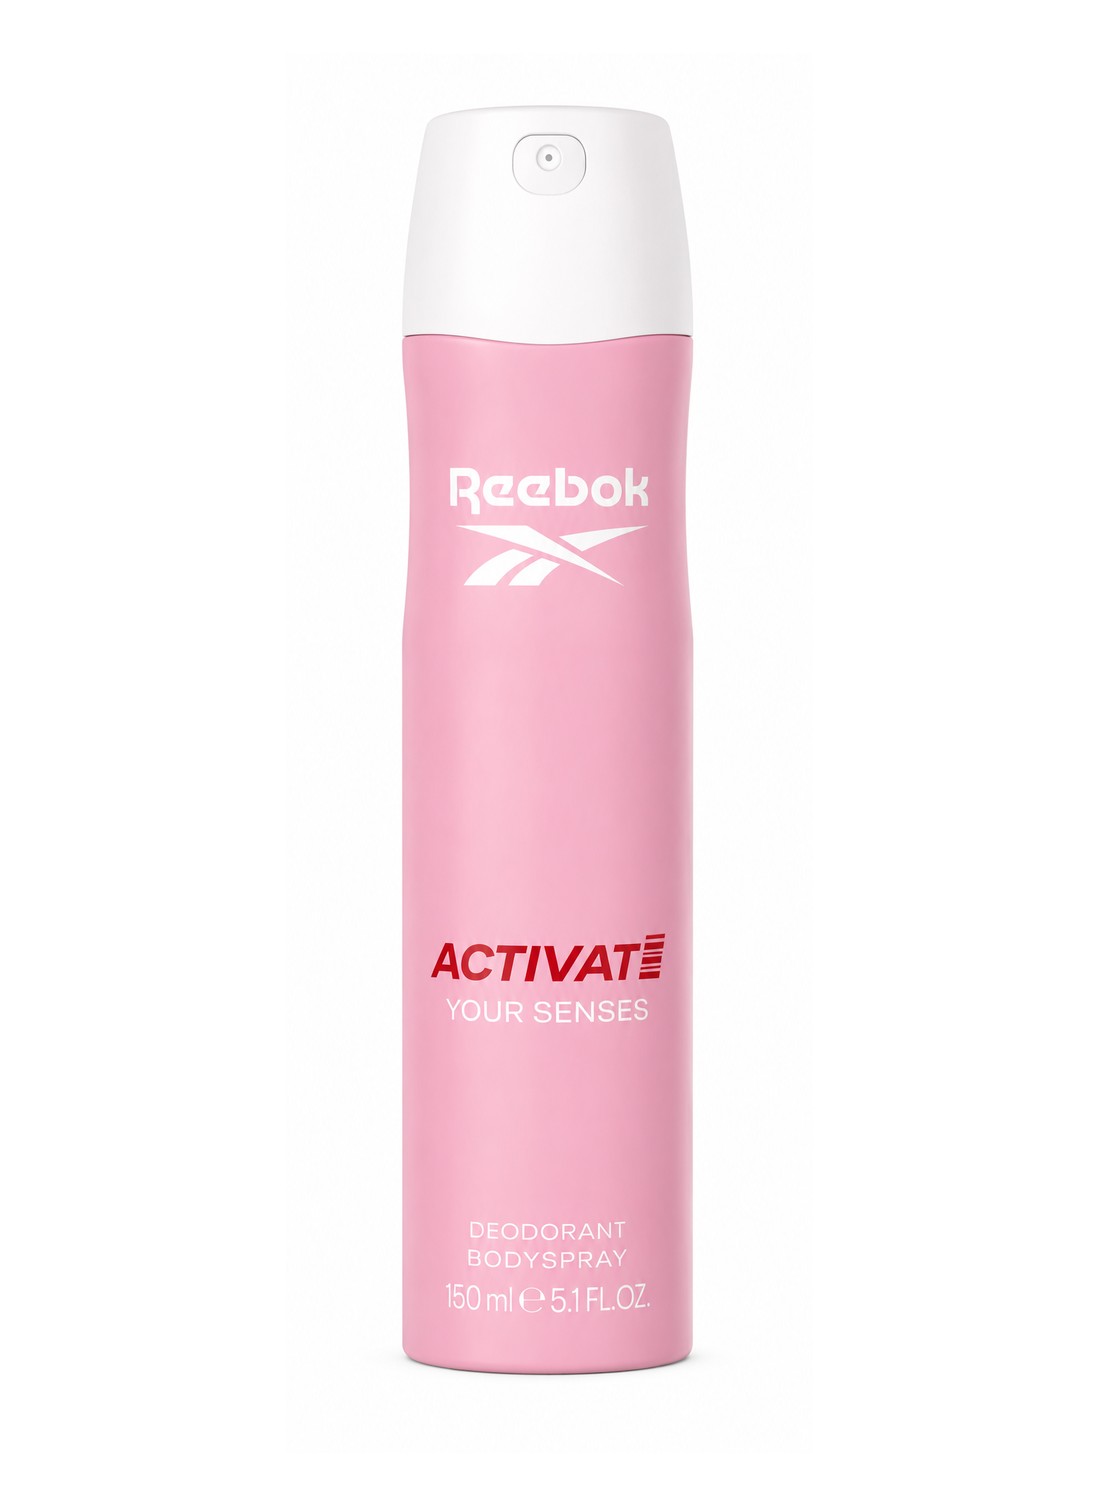 Reebok
ACTIVATE
YOUR SENSES
DEODORANT
BODYSPRAY
150 ml ℮ 5.1 FL.OZ.